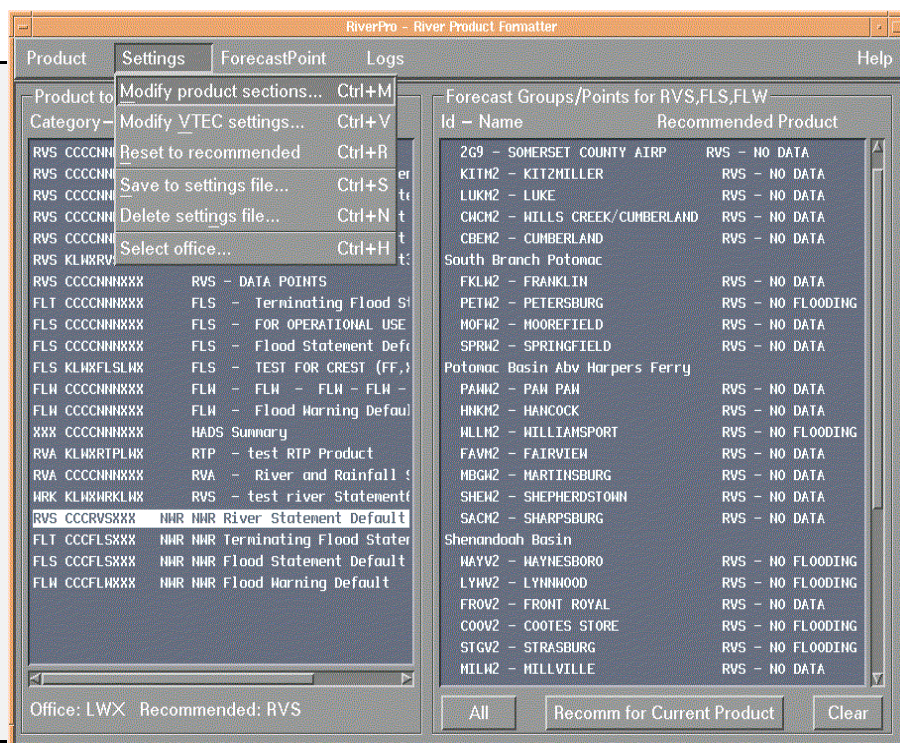 RiverPro - River Product Formatter
Product Settings ForecastPoint Logs Help
Modify product sections... Ctrl+M
Modify VTEC settings... Ctrl+V
Reset to recommended Ctrl+R
Save to settings file... Ctrl+S
Delete settings file... Ctrl+N
Select office... Ctrl+H
Product to
Category-
RVS CCCCNN
RVS CCCCNN
RVS CCCCNN
RVS CCCCNN
RVS CCCCNN
RVS KLWXRV
RVS CCCCNNNXXX RVS - DATA POINTS
FLT CCCCNNNXXX FLS - Terminating Flood St
FLS CCCCNNNXXX FLS - FOR OPERATIONAL USE
FLS CCCCNNNXXX FLS - Flood Statement Defa
FLS KLWXFLSLWX FLS - TEST FOR CREST (FF,X
FLW CCCCNNNXXX FLW - FLW - FLW - FLW -
FLW CCCCNNNXXX FLW - Flood Warning Defaul
XXX CCCCNNNXXX HADS Summary
RVA KLWXRTPLWX RTP - test RTP Product
RVA CCCCNNNXXX RVA - River and Rainfall S
WRK KLWXWRKLWX RVS - test river Statement
RVS CCCRVSXXX NWR NWR River Statement Default
FLT CCCFLSXXX NWR NWR Terminating Flood Stater
FLS CCCFLSXXX NWR NWR Flood Statement Default
FLW CCCFLWXXX NWR NWR Flood Warning Default
Office: LWX Recommended: RVS
Forecast Groups/Points for RVS,FLS,FLW
Id - Name Recommended Product
2G9 - SOMERSET COUNTY AIRP RVS - NO DATA
KITM2 - KITZMILLER RVS - NO DATA
LUKM2 - LUKE RVS - NO DATA
CWCM2 - WILLS CREEK/CUMBERLAND RVS - NO DATA
CBEM2 - CUMBERLAND RVS - NO DATA
South Branch Potomac
FKLW2 - FRANKLIN RVS - NO DATA
PETW2 - PETERSBURG RVS - NO FLOODING
MOFW2 - MOOREFIELD RVS - NO DATA
SPRW2 - SPRINGFIELD RVS - NO DATA
Potomac Basin Abv Harpers Ferry
PAWW2 - PAW PAW RVS - NO DATA
HNKM2 - HANCOCK RVS - NO DATA
WLLM2 - WILLIAMSPORT RVS - NO FLOODING
FAVM2 - FAIRVIEW RVS - NO DATA
MBGW2 - MARTINSBURG RVS - NO DATA
SHEW2 - SHEPHERDSTOWN RVS - NO DATA
SACM2 - SHARPSBURG RVS - NO DATA
Shenandoah Basin
WAYV2 - WAYNESBORO RVS - NO FLOODING
LYWV2 - LYNNWOOD RVS - NO FLOODING
FROV2 - FRONT ROYAL RVS - NO DATA
COOV2 - COOTES STORE RVS - NO FLOODING
STGV2 - STRASBURG RVS - NO FLOODING
MILW2 - MILLVILLE RVS - NO DATA
All Recomm for Current Product Clear